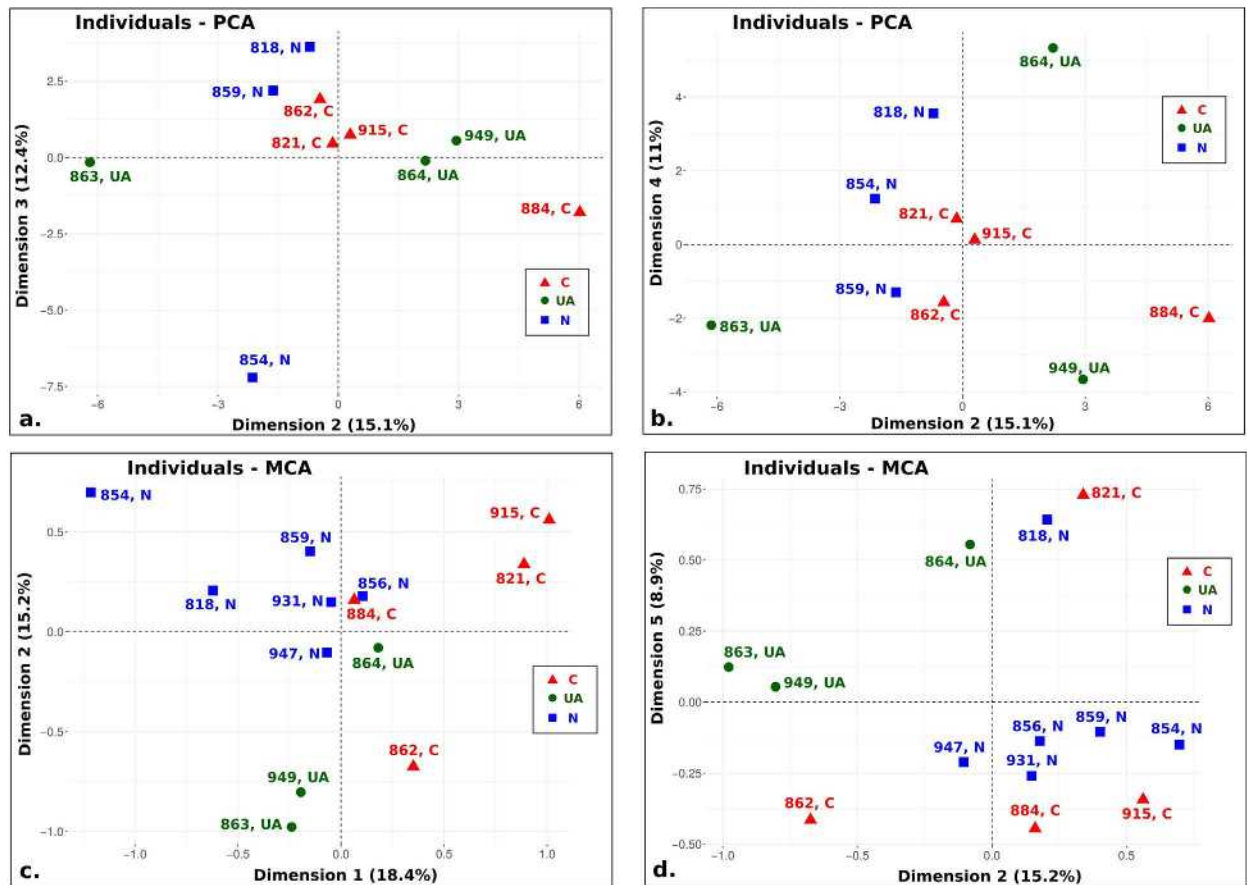 Individuals - PCA
818, N
859, N
862, C
821, C
915, C
949, UA
864, UA
863, UA
884, C
854, N
C
UA
N
2.5
0.0
−2.5
−5.0
−7.5
−6
−3
0
3
6
Dimension 3 (12.4%)
Dimension 2 (15.1%)
a.
Individuals - PCA
864, UA
818, N
854, N
821, C
915, C
859, N
862, C
884, C
863, UA
949, UA
C
UA
N
4
2
0
−2
−4
−6
−3
0
3
6
Dimension 4 (11%)
Dimension 2 (15.1%)
b.
Individuals - MCA
854, N
915, C
859, N
821, C
856, N
818, N
931, N
884, C
947, N
864, UA
862, C
949, UA
863, UA
C
UA
N
0.5
0.0
−0.5
−1.0
−1.0
−0.5
0.0
0.5
1.0
Dimension 2 (15.2%)
Dimension 1 (18.4%)
c.
Individuals - MCA
821, C
818, N
864, UA
863, UA
949, UA
859, N
856, N
854, N
947, N
931, N
862, C
884, C
915, C
C
UA
N
0.75
0.50
0.25
0.00
−0.25
−0.50
−1.0
−0.5
0.0
0.5
Dimension 5 (8.9%)
Dimension 2 (15.2%)
d.